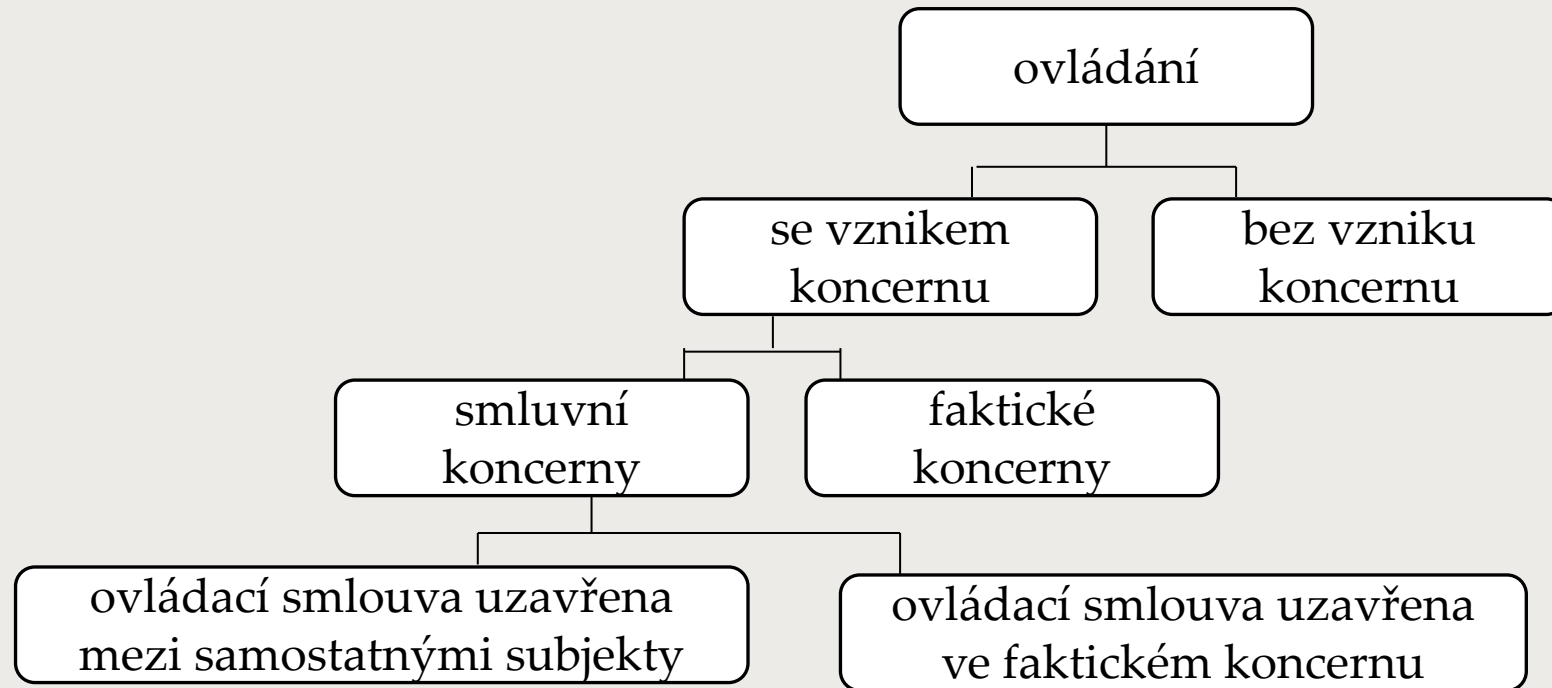 ovládání
se vznikem
koncernu
bez vzniku
koncernu
smluvní
koncerny
faktické
koncerny
ovládací smlouva uzavřena
mezi samostatnými subjekty
ovládací smlouva uzavřena
ve faktickém koncernu